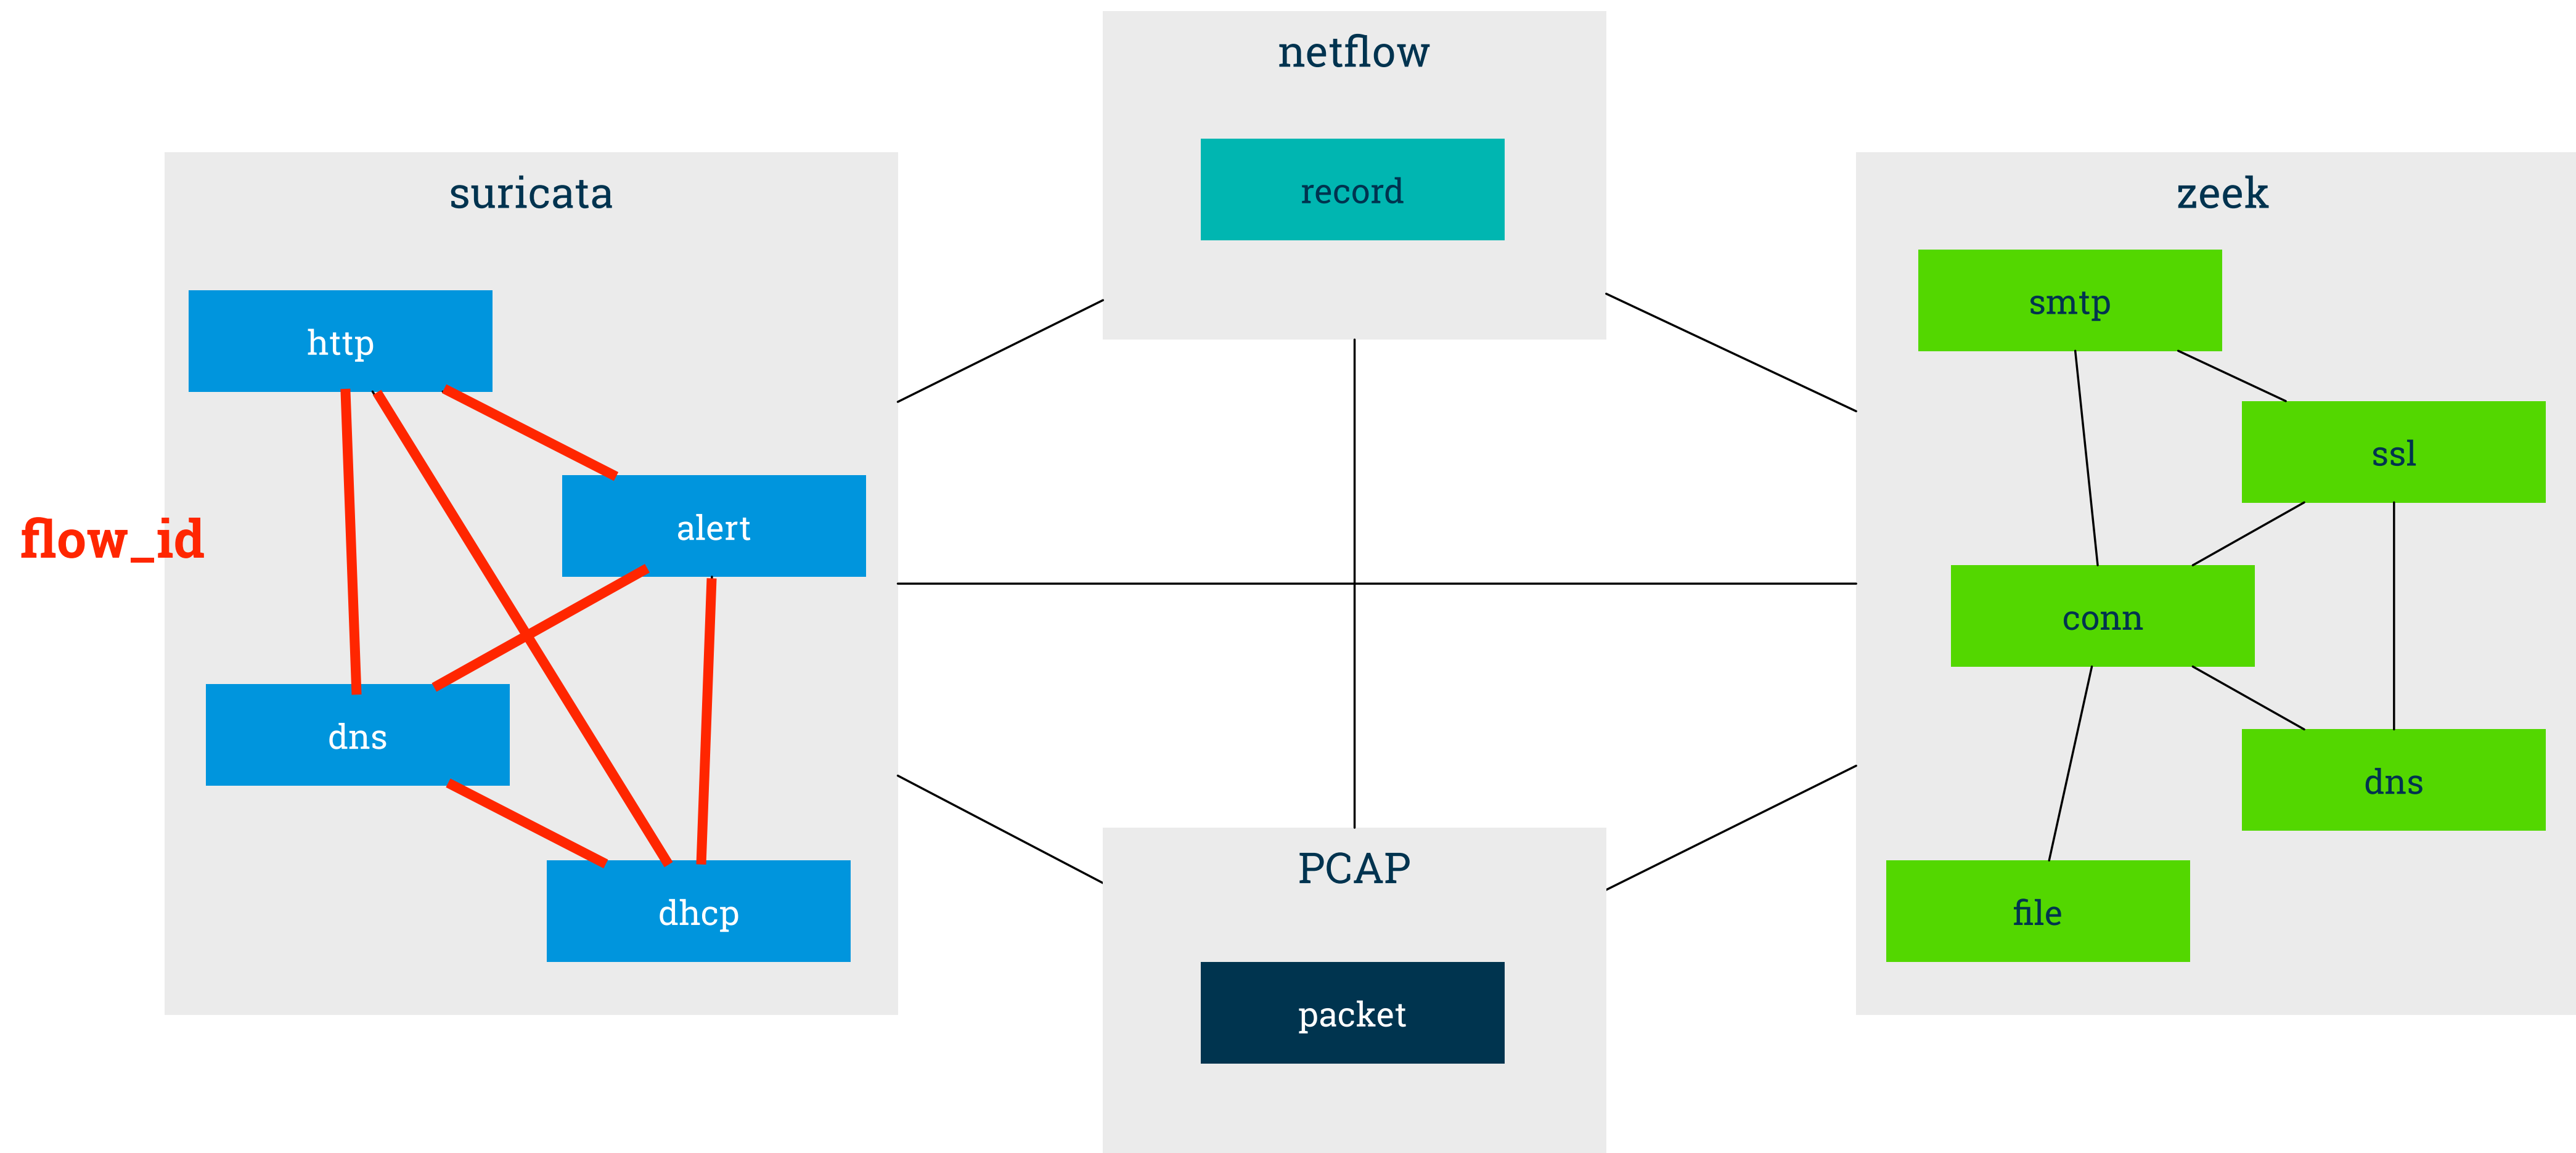 netflow
record
suricata
http
alert
flow_id
dns
dhcp
PCAP
packet
zeek
smtp
ssl
conn
dns
file